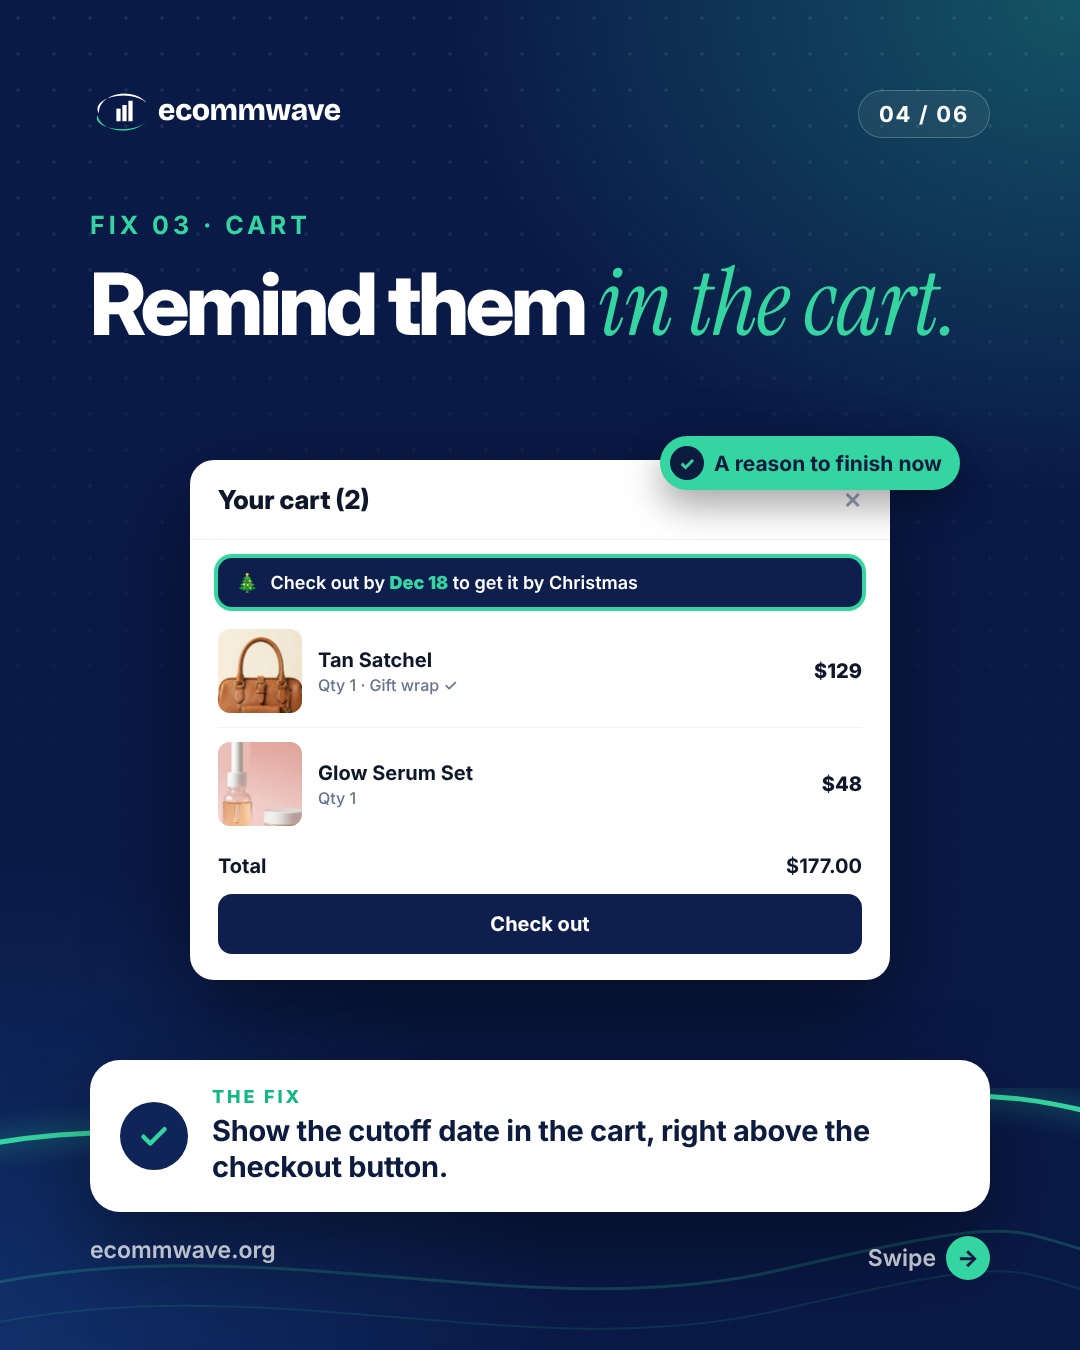 ecommwave
04 / 06
FIX 03 · CART
Remind them in the cart.
A reason to finish now
Your cart (2)
×
🎄 Check out by Dec 18 to get it by Christmas
Tan Satchel
Qty 1 · Gift wrap ✓
$129
Glow Serum Set
Qty 1
$48
Total
$177.00
Check out
THE FIX
Show the cutoff date in the cart, right above the
checkout button.
ecommwave.org
Swipe →